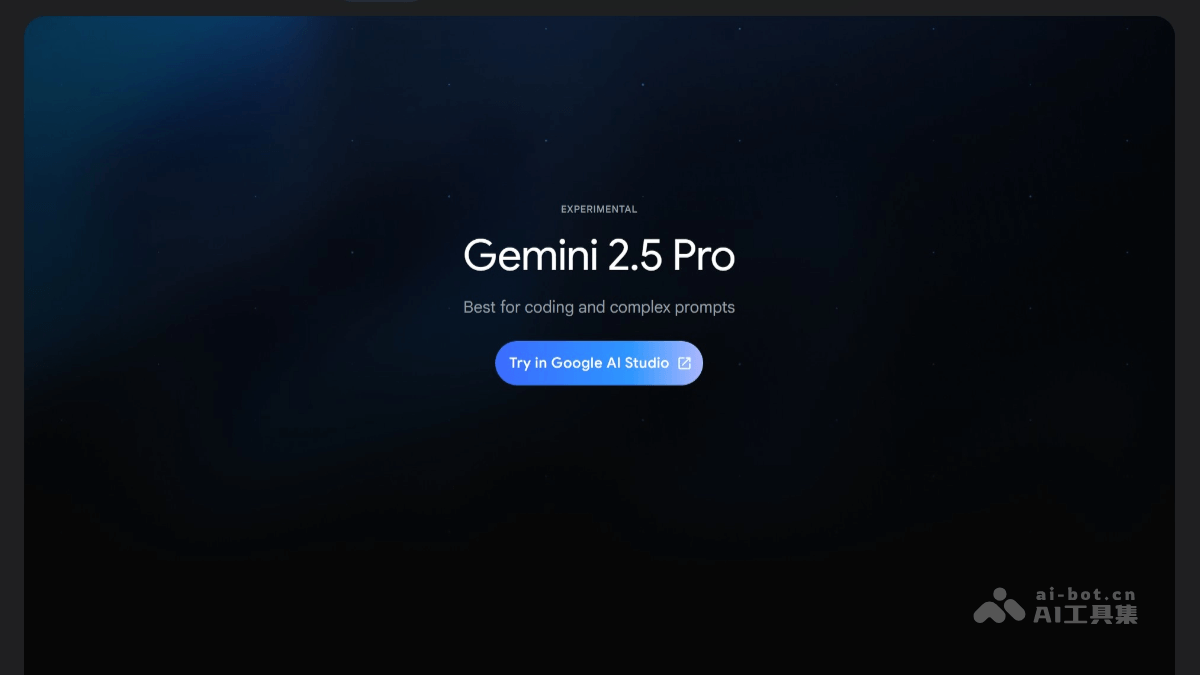 EXPERIMENTAL
Gemini 2.5 Pro
Best for coding and complex prompts
Try in Google AI Studio
ai-bot.cn
AI工具集